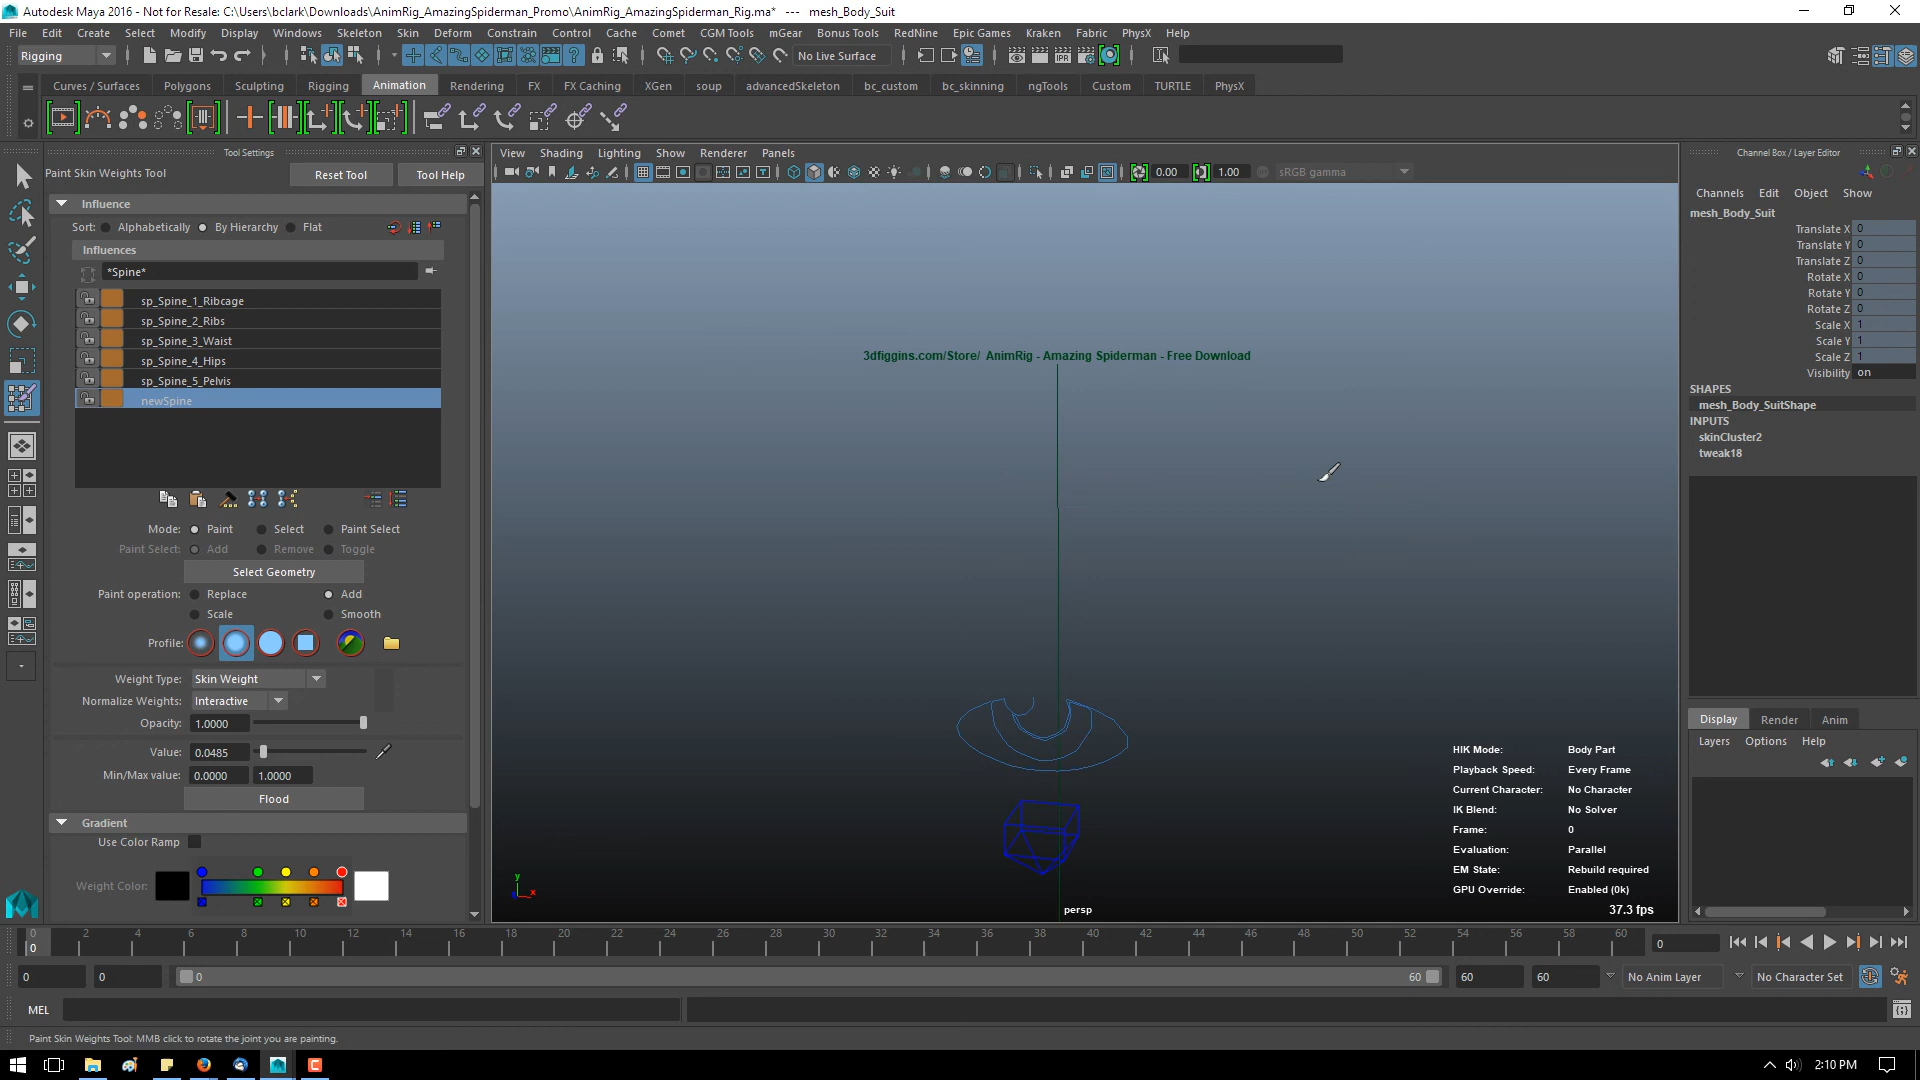 Autodesk Maya 2016 - Not for Resale: C:\Users\bclark\Downloads\AnimRig_AmazingSpiderman_Promo\AnimRig_AmazingSpiderman_Rig.ma* --- mesh_Body_Suit
File Edit Create Select Modify Display Windows Skeleton Skin Deform Constrain Control Cache Comet CGM Tools mGear Bonus Tools RedNine Epic Games Kraken Fabric PhysX Help
Rigging
No Live Surface
Curves / Surfaces Polygons Sculpting Rigging Animation Rendering FX FX Caching XGen soup advancedSkeleton bc_custom bc_skinning ngTools Custom TURTLE PhysX
Tool Settings
Paint Skin Weights Tool
Reset Tool
Tool Help
Influence
Sort: Alphabetically By Hierarchy Flat
Influences
*Spine*
sp_Spine_1_Ribcage
sp_Spine_2_Ribs
sp_Spine_3_Waist
sp_Spine_4_Hips
sp_Spine_5_Pelvis
newSpine
Mode: Paint Select Paint Select
Paint Select: Add Remove Toggle
Select Geometry
Paint operation: Replace Add
Scale Smooth
Profile:
Weight Type: Skin Weight
Normalize Weights: Interactive
Opacity: 1.0000
Value: 0.0485
Min/Max value: 0.0000 1.0000
Flood
Gradient
Use Color Ramp
Weight Color:
View Shading Lighting Show Renderer Panels
IPR
0.00 1.00 sRGB gamma
3dfiggins.com/Store/ AnimRig - Amazing Spiderman - Free Download
HIK Mode: Body Part
Playback Speed: Every Frame
Current Character: No Character
IK Blend: No Solver
Frame: 0
Evaluation: Parallel
EM State: Rebuild required
GPU Override: Enabled (0k)
37.3 fps
persp
y
x
Channel Box / Layer Editor
Channels Edit Object Show
mesh_Body_Suit
Translate X 0
Translate Y 0
Translate Z 0
Rotate X 0
Rotate Y 0
Rotate Z 0
Scale X 1
Scale Y 1
Scale Z 1
Visibility on
SHAPES
mesh_Body_SuitShape
INPUTS
skinCluster2
tweak18
Display Render Anim
Layers Options Help
0 2 4 6 8 10 12 14 16 18 20 22 24 26 28 30 32 34 36 38 40 42 44 46 48 50 52 54 56 58 60
0
0
0 0 0 60 60 60 No Anim Layer No Character Set
MEL
Paint Skin Weights Tool: MMB click to rotate the joint you are painting.
2:10 PM